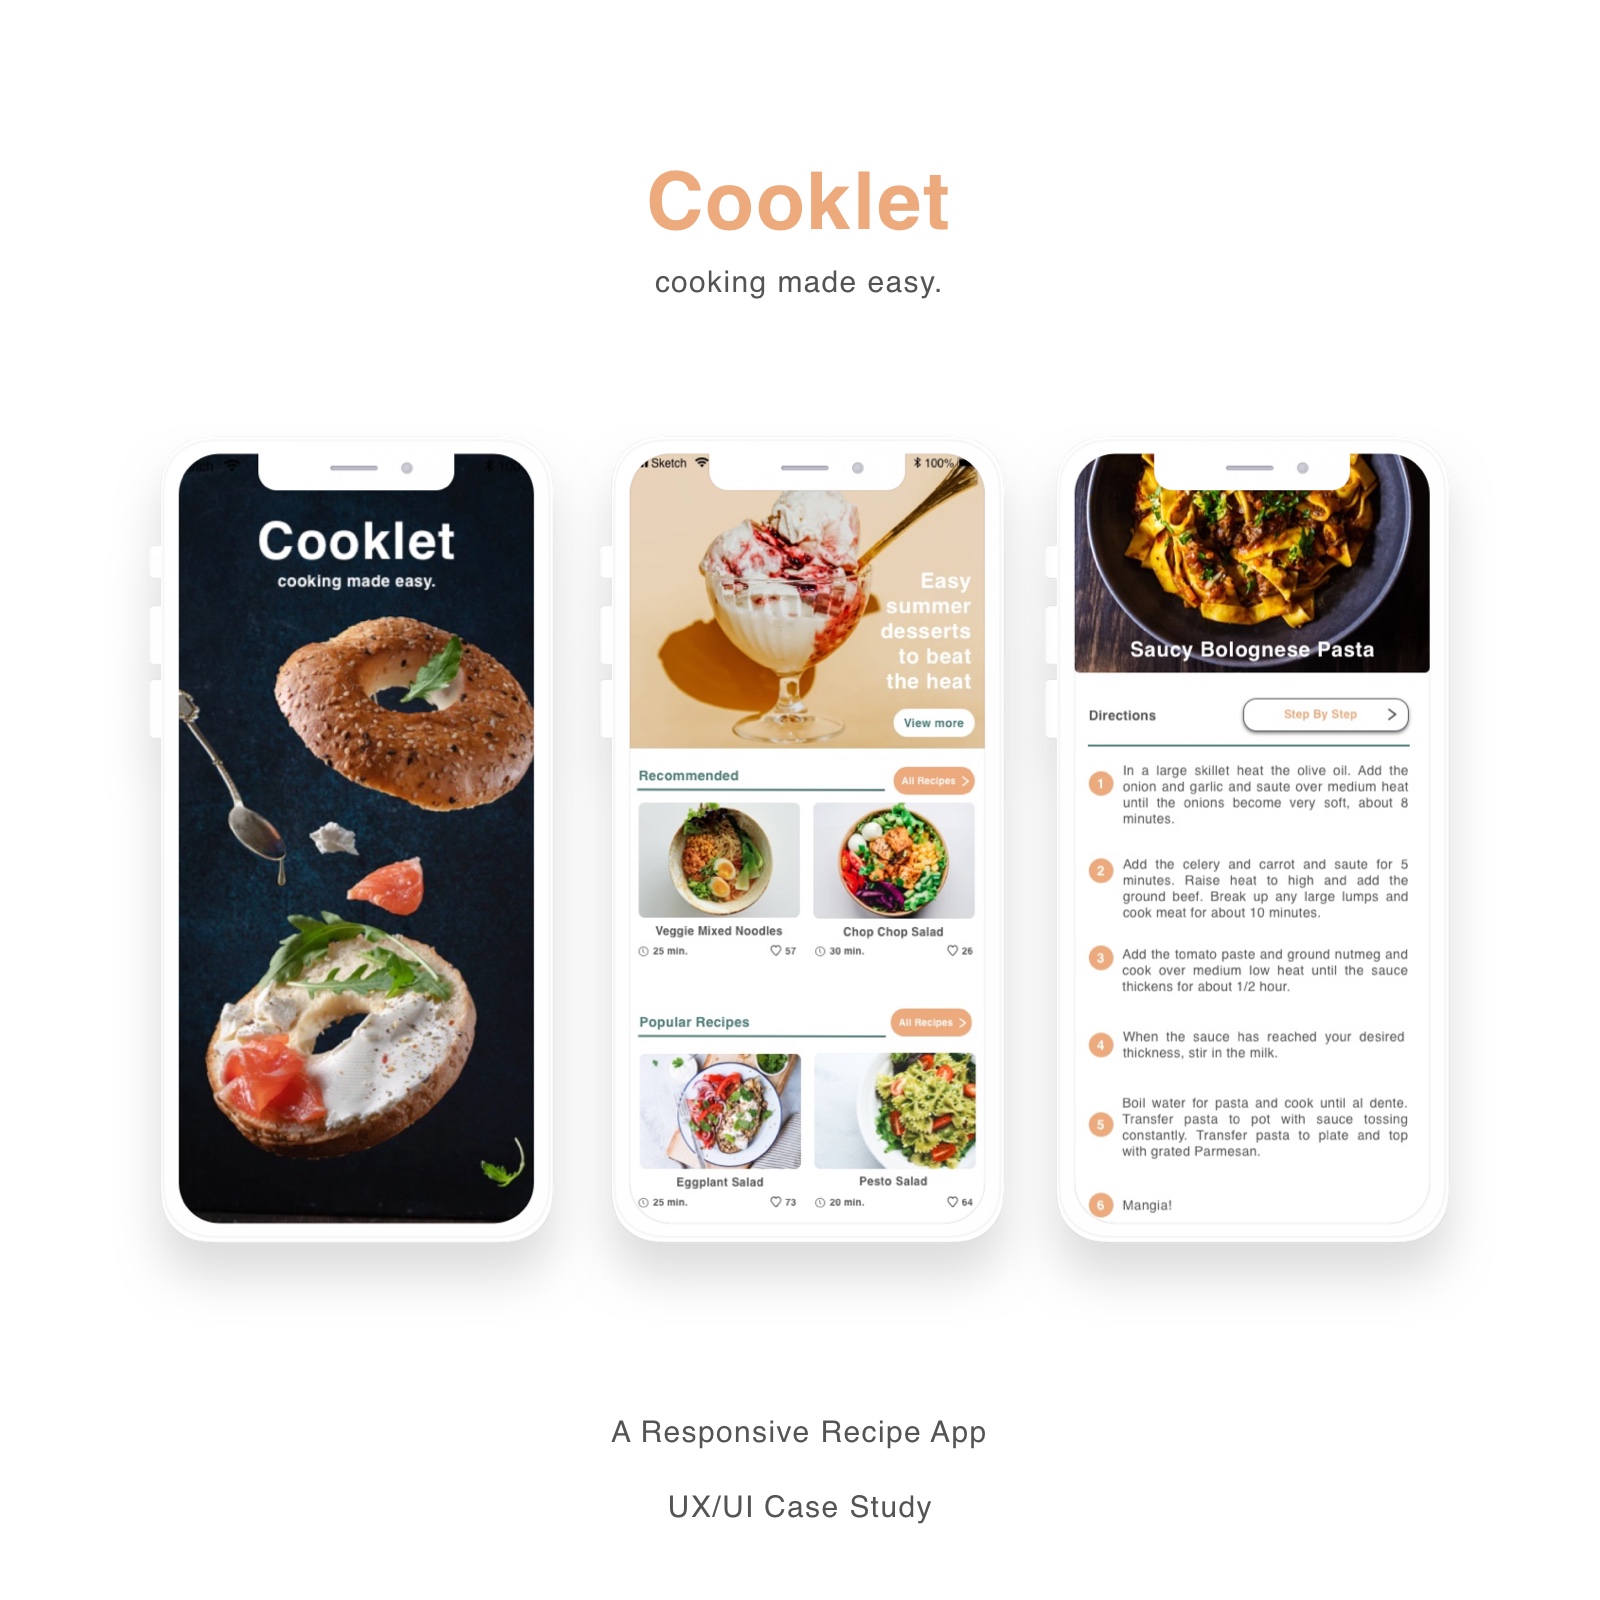 Cooklet
cooking made easy.
Cooklet
cooking made easy.
Sketch
100%
Easy
summer
desserts
to beat
the heat
View more
Recommended
All Recipes
Veggie Mixed Noodles
25 min.
57
Chop Chop Salad
30 min.
26
Popular Recipes
All Recipes
Eggplant Salad
25 min.
73
Pesto Salad
20 min.
64
Saucy Bolognese Pasta
Directions
Step By Step
1
In a large skillet heat the olive oil. Add the
onion and garlic and saute over medium heat
until the onions become very soft, about 8
minutes.
2
Add the celery and carrot and saute for 5
minutes. Raise heat to high and add the
ground beef. Break up any large lumps and
cook meat for about 10 minutes.
3
Add the tomato paste and ground nutmeg and
cook over medium low heat until the sauce
thickens for about 1/2 hour.
4
When the sauce has reached your desired
thickness, stir in the milk.
5
Boil water for pasta and cook until al dente.
Transfer pasta to pot with sauce tossing
constantly. Transfer pasta to plate and top
with grated Parmesan.
6
Mangia!
A Responsive Recipe App
UX/UI Case Study